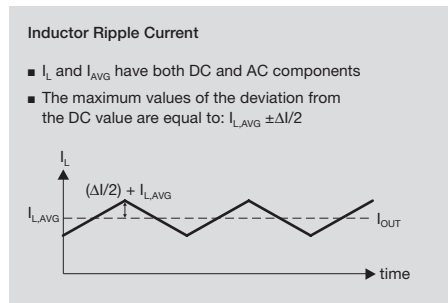 Inductor Ripple Current
■ I_L and I_AVG have both DC and AC components
■ The maximum values of the deviation from
the DC value are equal to: I_L,AVG ±ΔI/2
I_L
(ΔI/2) + I_L,AVG
I_L,AVG
I_OUT
time